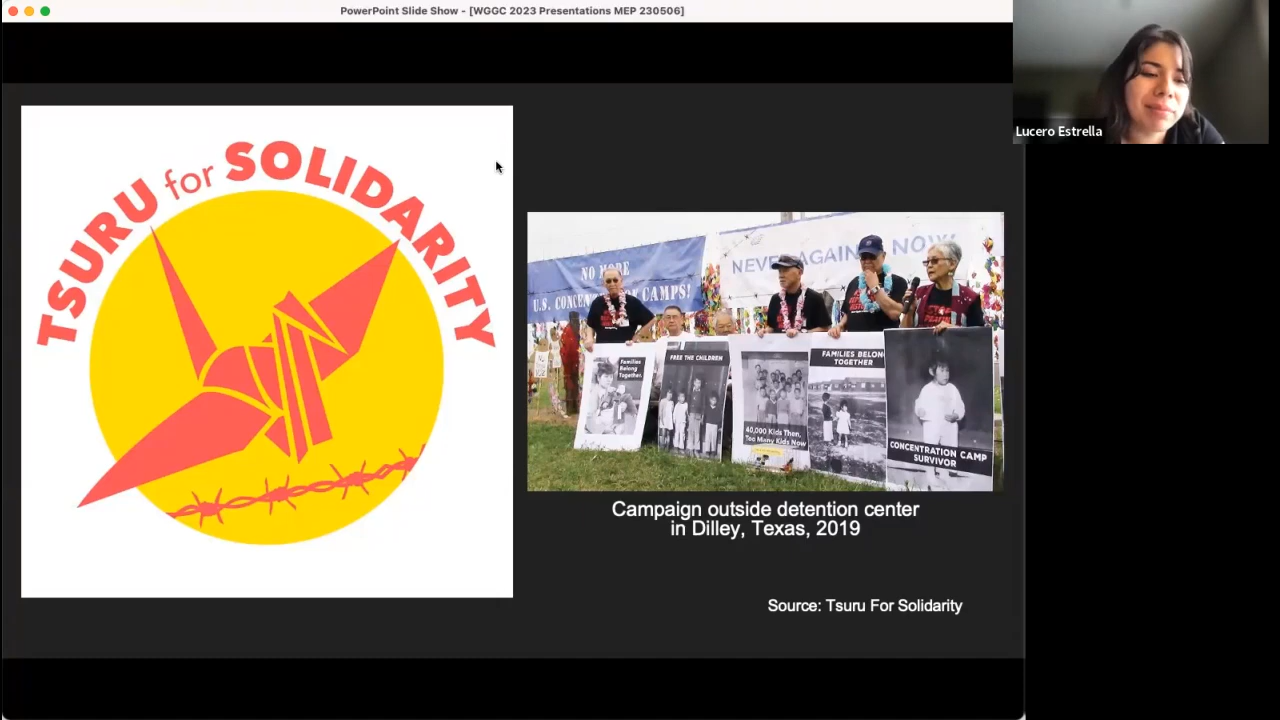 PowerPoint Slide Show - [WGGC 2023 Presentations MEP 230506]
Lucero Estrella
TSURU for SOLIDARITY
NO MORE
U.S. CONCENTRATION CAMPS!
NEVER AGAIN IS NOW
Families
Belong
Together.
FREE THE CHILDREN
40,000 Kids Then,
Too Many Kids Now
FAMILIES BELONG
TOGETHER
CONCENTRATION CAMP
SURVIVOR
Campaign outside detention center
in Dilley, Texas, 2019
Source: Tsuru For Solidarity